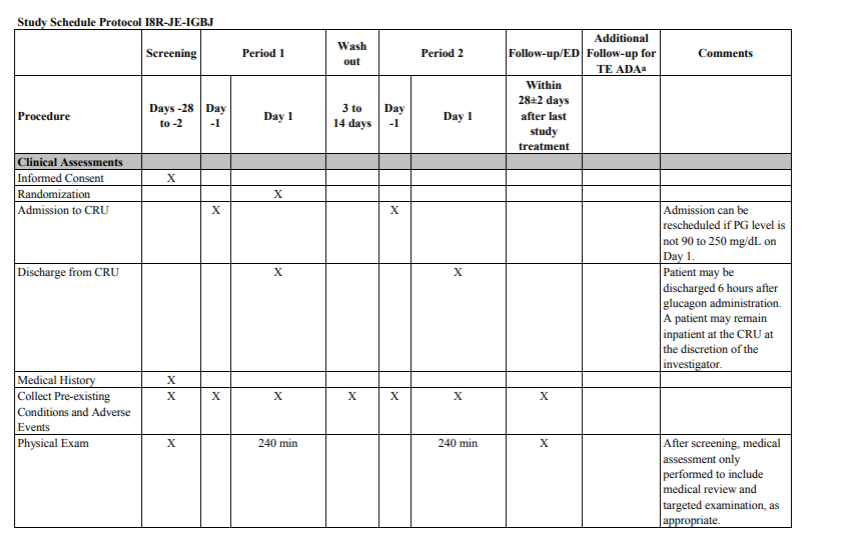 Study Schedule Protocol I8R-JE-IGBJ
Screening
Period 1
Wash
out
Period 2
Follow-up/ED
Additional
Follow-up for
TE ADAa
Comments
Procedure
Days -28
to -2
Day
-1
Day 1
3 to
14 days
Day
-1
Day 1
Within
28±2 days
after last
study
treatment
Clinical Assessments
Informed Consent X
Randomization X
Admission to CRU X X
Admission can be
rescheduled if PG level is
not 90 to 250 mg/dL on
Day 1.
Discharge from CRU X X
Patient may be
discharged 6 hours after
glucagon administration.
A patient may remain
inpatient at the CRU at
the discretion of the
investigator.
Medical History X
Collect Pre-existing X X X X X X X
Conditions and Adverse
Events
Physical Exam X 240 min 240 min X
After screening, medical
assessment only
performed to include
medical review and
targeted examination, as
appropriate.